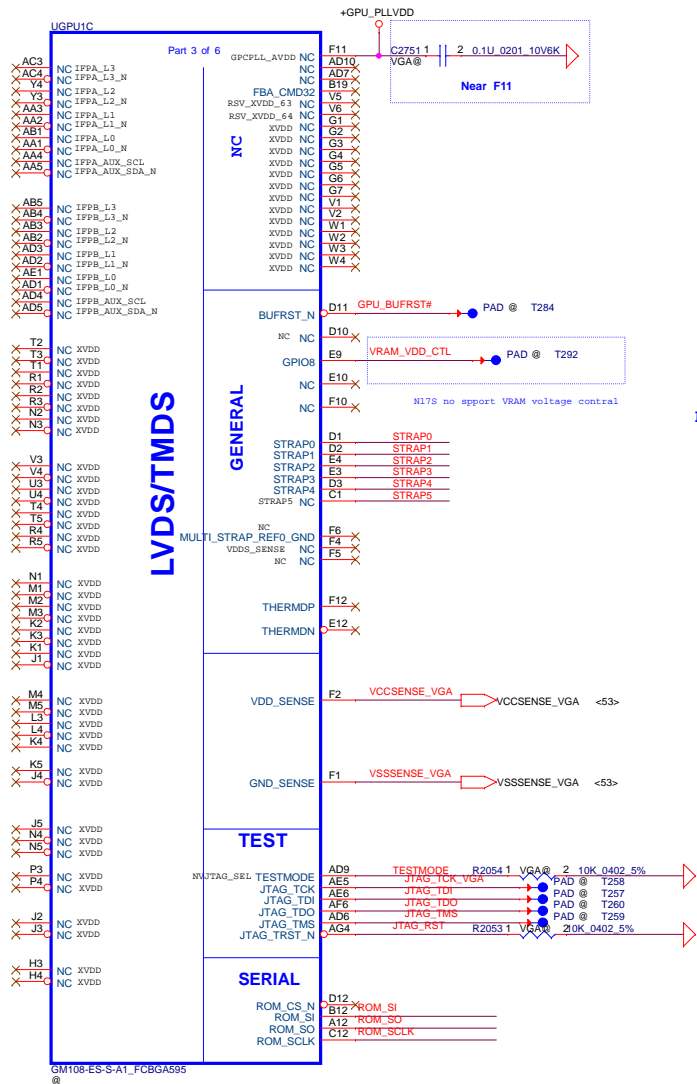 +GPU_PLLVDD
UGPU1C
Part 3 of 6
GPCPLL_AVDD NC F11 C2751 1 2 0.1U_0201_10V6K
VGA@
Near F11
NC AD10
NC AD7
FBA_CMD32 B19
RSV_XVDD_63 NC V5
RSV_XVDD_64 NC V6
XVDD NC G1
XVDD NC G2
XVDD NC G3
XVDD NC G4
XVDD NC G5
XVDD NC G6
XVDD NC G7
XVDD NC V1
XVDD NC V2
XVDD NC W1
XVDD NC W2
XVDD NC W3
XVDD NC W4
NC
AC3 NC IFPA_L3
AC4 NC IFPA_L3_N
Y4 NC IFPA_L2
Y3 NC IFPA_L2_N
AA3 NC IFPA_L1
AA2 NC IFPA_L1_N
AB1 NC IFPA_L0
AA1 NC IFPA_L0_N
AA4 NC IFPA_AUX_SCL
AA5 NC IFPA_AUX_SDA_N
AB5 NC IFPB_L3
AB4 NC IFPB_L3_N
AB3 NC IFPB_L2
AB2 NC IFPB_L2_N
AD3 NC IFPB_L1
AD2 NC IFPB_L1_N
AE1 NC IFPB_L0
AD1 NC IFPB_L0_N
AD4 NC IFPB_AUX_SCL
AD5 NC IFPB_AUX_SDA_N
T2 NC XVDD
T3 NC XVDD
T1 NC XVDD
R1 NC XVDD
R2 NC XVDD
R3 NC XVDD
N2 NC XVDD
N3 NC XVDD
V3 NC XVDD
V4 NC XVDD
U3 NC XVDD
U4 NC XVDD
T4 NC XVDD
T5 NC XVDD
R4 NC XVDD
R5 NC XVDD
N1 NC XVDD
M1 NC XVDD
M2 NC XVDD
M3 NC XVDD
K2 NC XVDD
K3 NC XVDD
K1 NC XVDD
J1 NC XVDD
M4 NC XVDD
M5 NC XVDD
L3 NC XVDD
L4 NC XVDD
K4 NC XVDD
K5 NC XVDD
J4 NC XVDD
J5 NC XVDD
N4 NC XVDD
N5 NC XVDD
P3 NC XVDD
P4 NC XVDD
J2 NC XVDD
J3 NC XVDD
H3 NC XVDD
H4 NC XVDD
LVDS/TMDS
GENERAL
BUFRST_N D11 GPU_BUFRST# PAD @ T284
NC NC D10
GPIO8 E9 VRAM_VDD_CTL PAD @ T292
NC E10
NC F10
N17S no spport VRAM voltage contral
STRAP0 D1 STRAP0
STRAP1 D2 STRAP1
STRAP2 E4 STRAP2
STRAP3 E3 STRAP3
STRAP4 D3 STRAP4
STRAP5 NC C1 STRAP5
NC
MULTI_STRAP_REF0_GND F6
VDDS_SENSE NC F4
NC NC F5
THERMDP F12
THERMDN E12
VDD_SENSE F2 VCCSENSE_VGA VCCSENSE_VGA <53>
GND_SENSE F1 VSSSENSE_VGA VSSSENSE_VGA <53>
TEST
NVJTAG_SEL TESTMODE AD9 TESTMODE R2054 1 VGA@ 2 10K_0402_5%
JTAG_TCK AE5 JTAG_TCK_VGA PAD @ T258
JTAG_TDI AE6 JTAG_TDI PAD @ T257
JTAG_TDO AF6 JTAG_TDO PAD @ T260
JTAG_TMS AD6 JTAG_TMS PAD @ T259
JTAG_TRST_N AG4 JTAG_RST R2053 1 VGA@ 2 10K_0402_5%
SERIAL
ROM_CS_N D12
ROM_SI B12 ROM_SI
ROM_SO A12 ROM_SO
ROM_SCLK C12 ROM_SCLK
GM108-ES-S-A1_FCBGA595
@